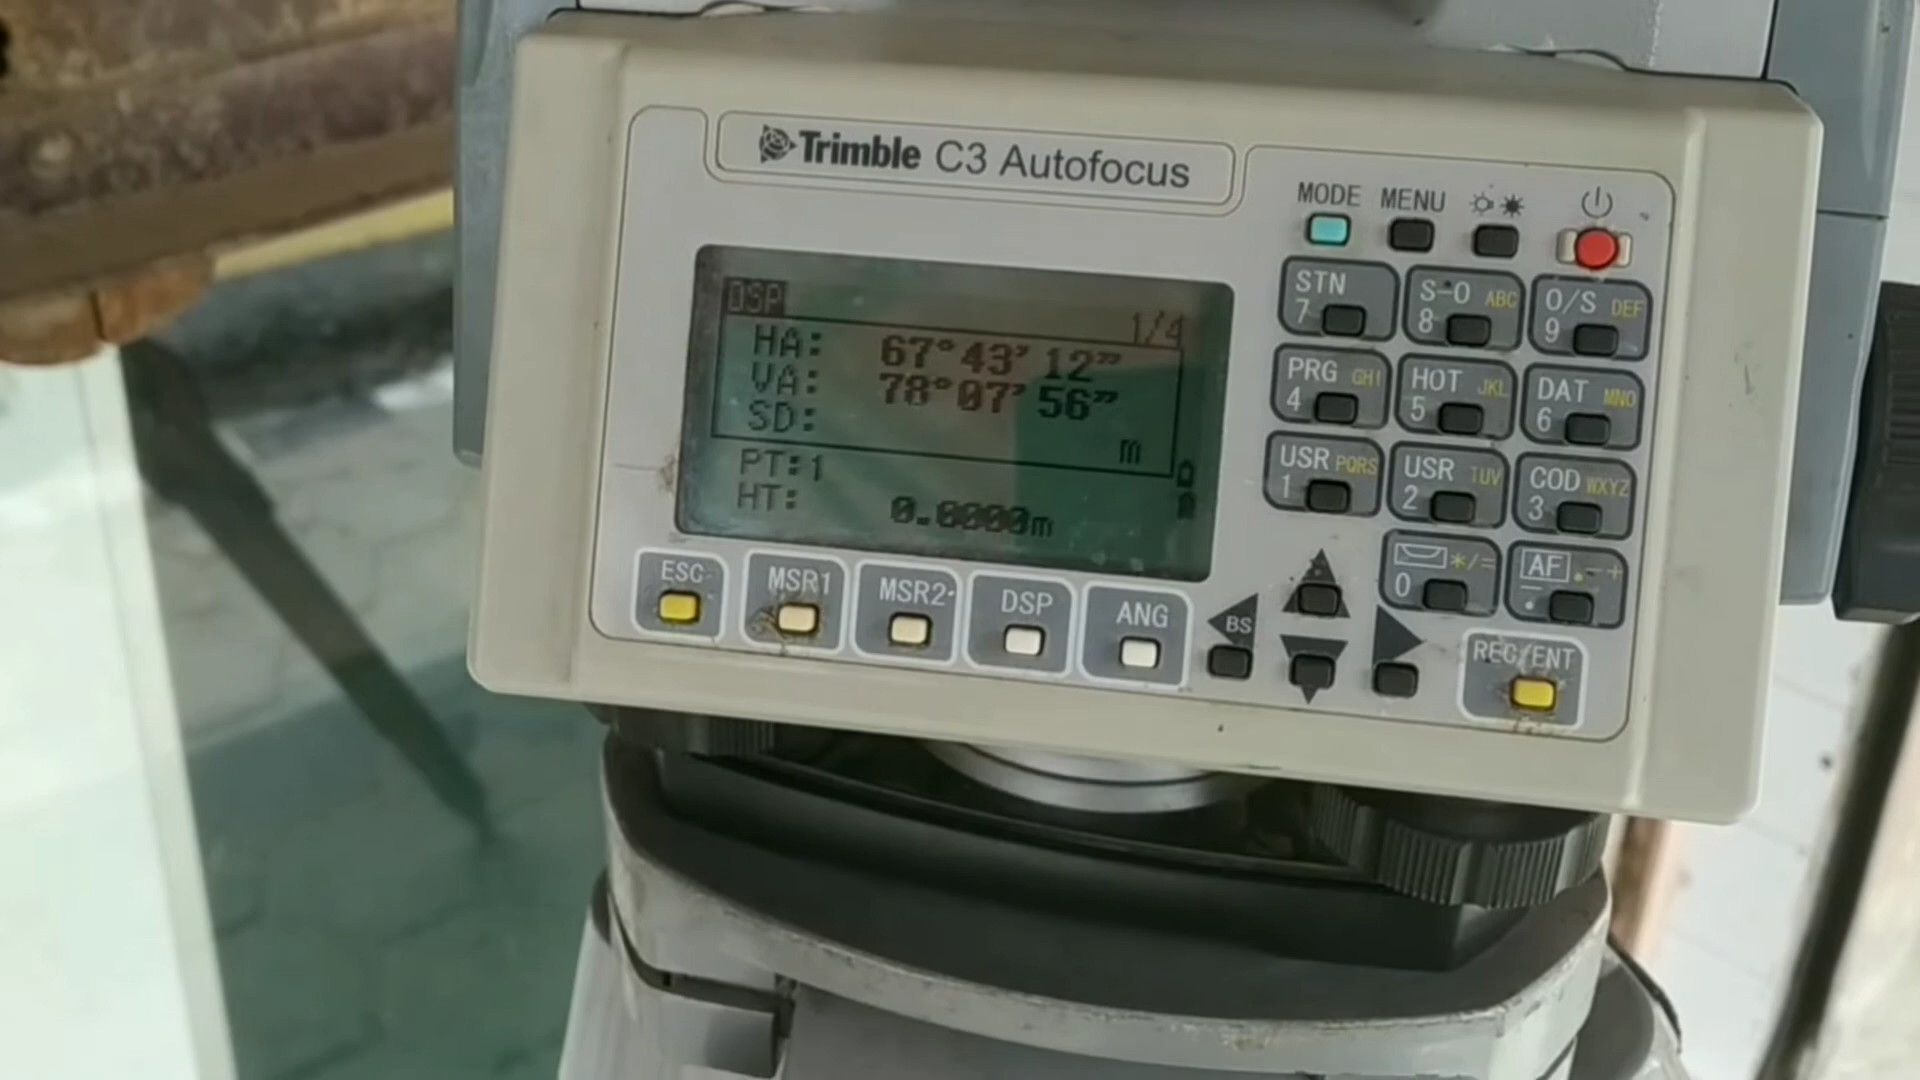 Trimble C3 Autofocus
MODE MENU
DSP
1/4
HA: 67°43'12"
VA: 78°07'56"
SD: m
PT:1
HT: 0.0000m
STN 7
S-O ABC 8
O/S DEF 9
PRG GHI 4
HOT JKL 5
DAT MNO 6
USR PQRS 1
USR TUV 2
COD WXYZ 3
*/= 0
AF .-+
ESC MSR1 MSR2 DSP ANG
BS
REC/ENT